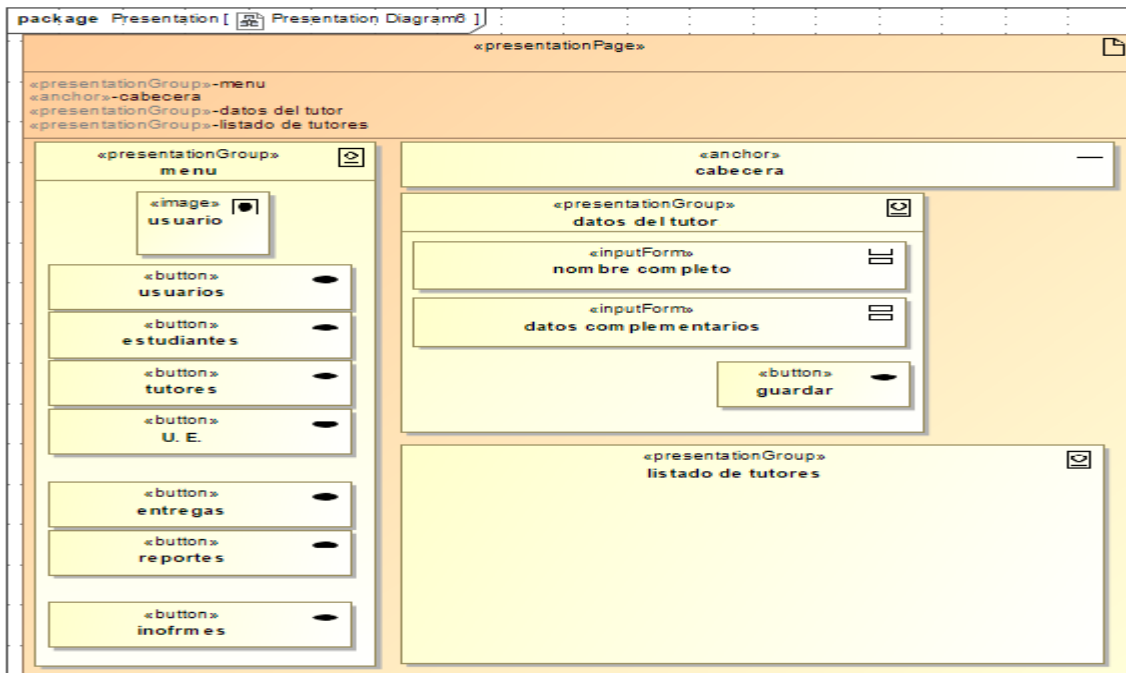 package Presentation [ Presentation Diagram6 ]
«presentationPage»
«presentationGroup»-menu
«anchor»-cabecera
«presentationGroup»-datos del tutor
«presentationGroup»-listado de tutores
«presentationGroup»
menu
«image»
usuario
«button»
usuarios
«button»
estudiantes
«button»
tutores
«button»
U. E.
«button»
entregas
«button»
reportes
«button»
inofrmes
«anchor»
cabecera
«presentationGroup»
datos del tutor
«inputForm»
nombre completo
«inputForm»
datos complementarios
«button»
guardar
«presentationGroup»
listado de tutores